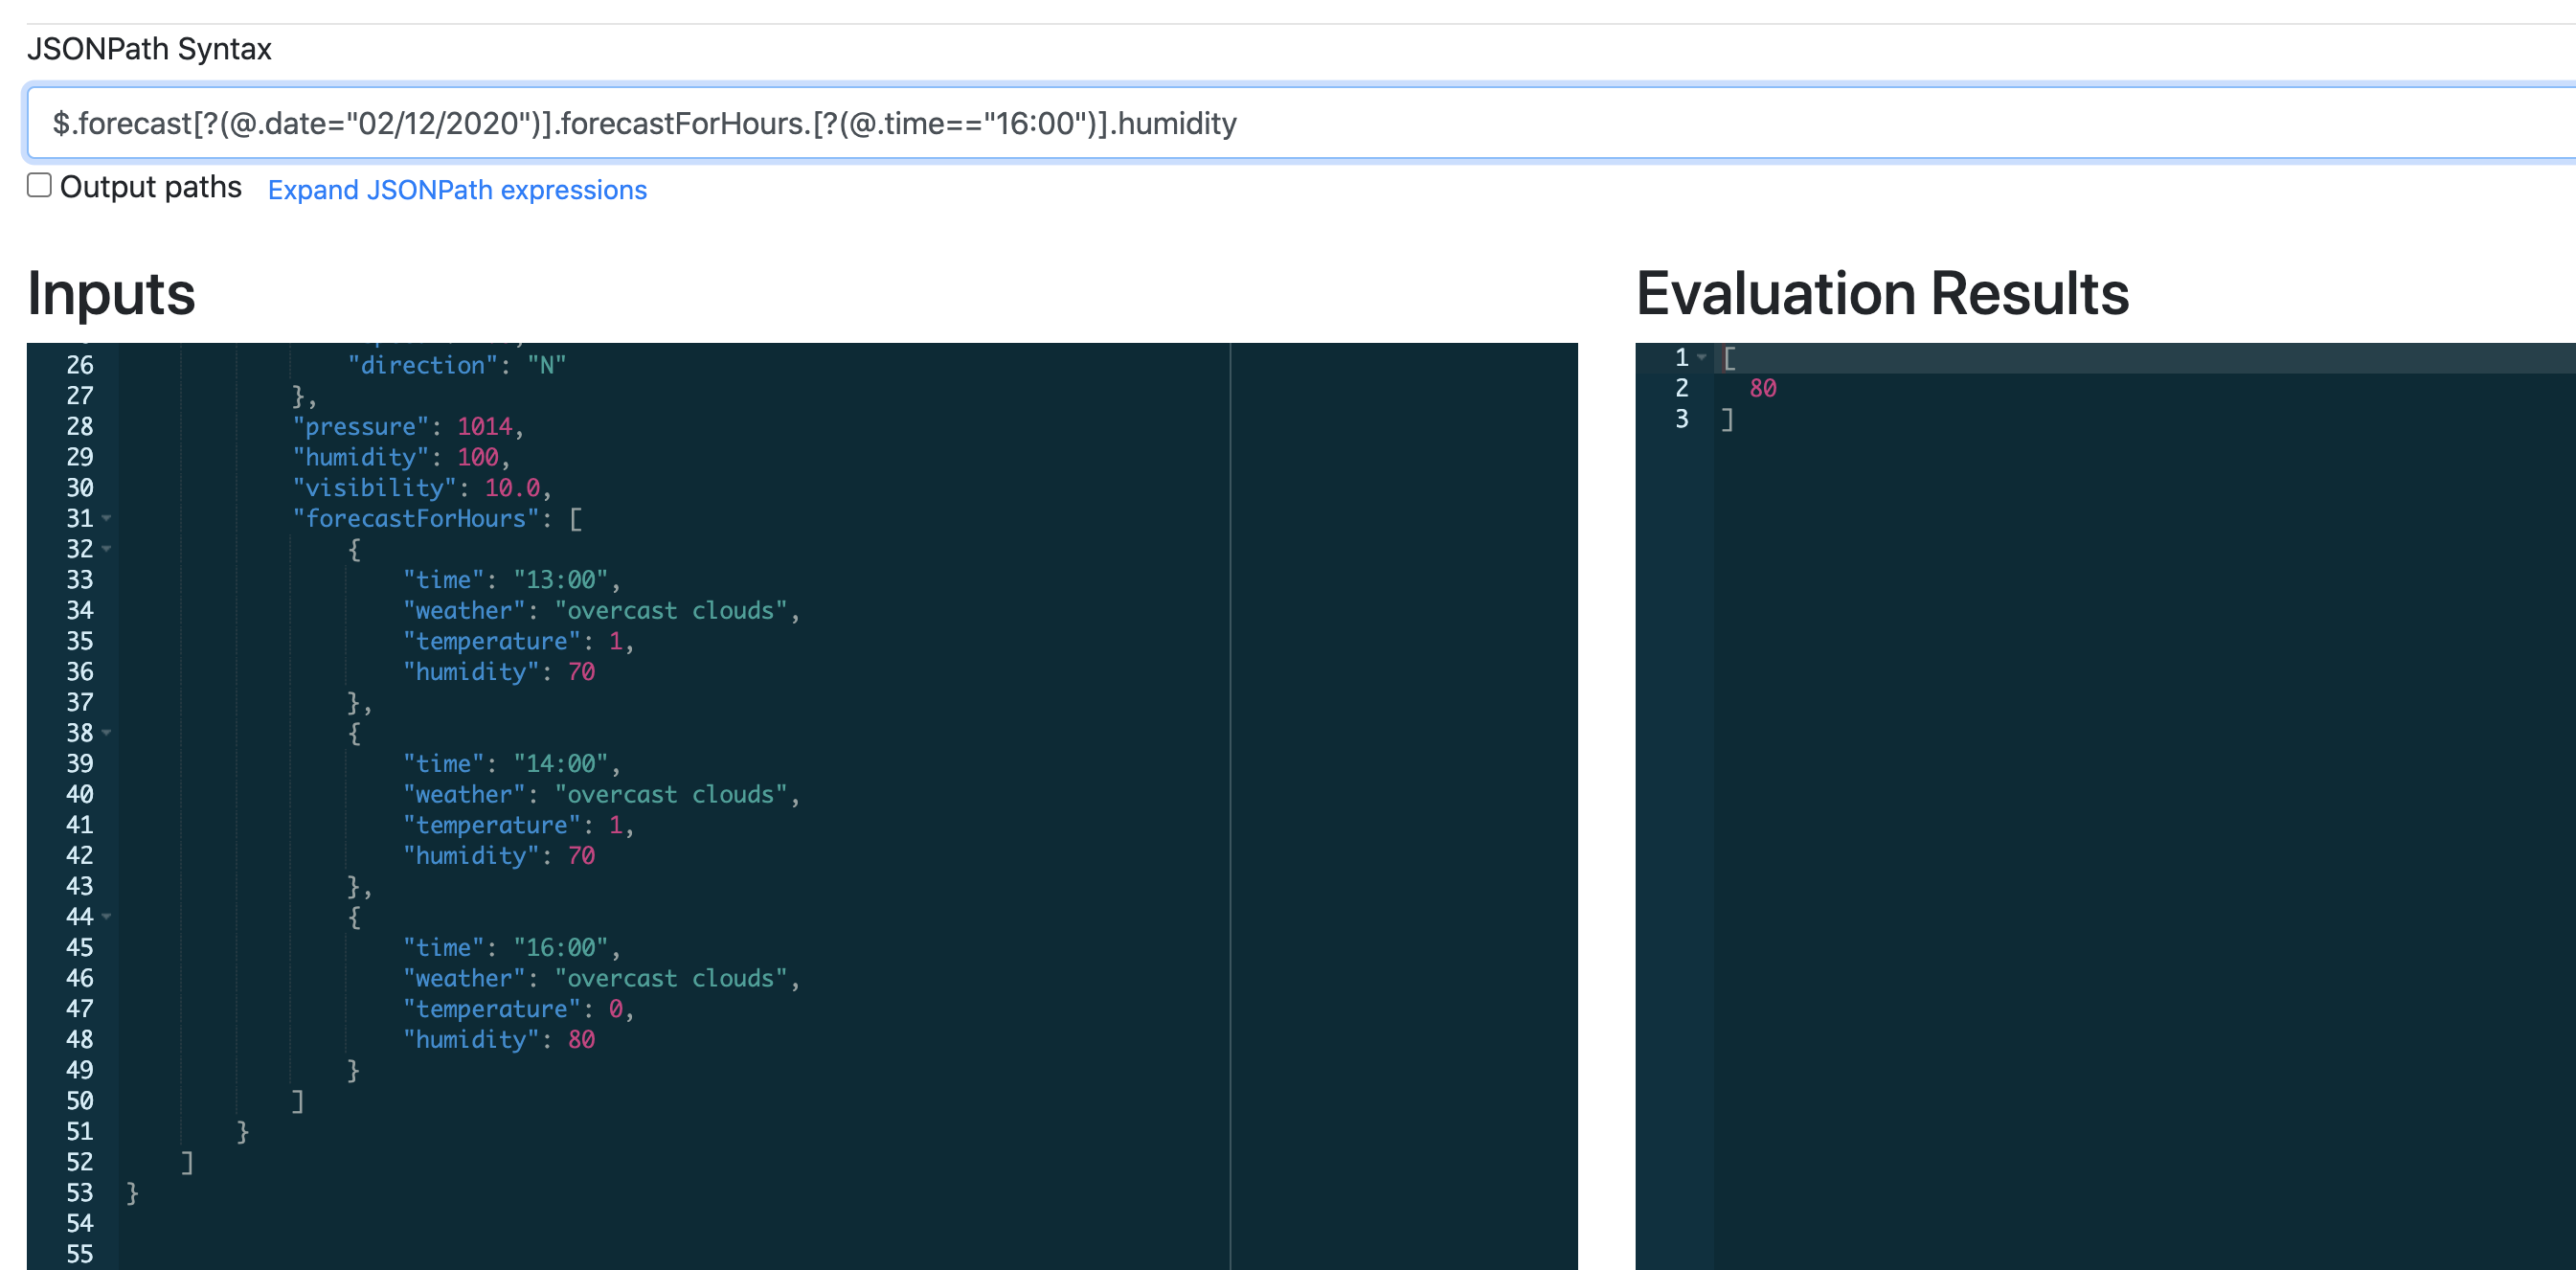 JSONPath Syntax
$.forecast[?(@.date="02/12/2020")].forecastForHours.[?(@.time=="16:00")].humidity
Output paths Expand JSONPath expressions
Inputs
26 "direction": "N"
27 },
28 "pressure": 1014,
29 "humidity": 100,
30 "visibility": 10.0,
31 "forecastForHours": [
32 {
33 "time": "13:00",
34 "weather": "overcast clouds",
35 "temperature": 1,
36 "humidity": 70
37 },
38 {
39 "time": "14:00",
40 "weather": "overcast clouds",
41 "temperature": 1,
42 "humidity": 70
43 },
44 {
45 "time": "16:00",
46 "weather": "overcast clouds",
47 "temperature": 0,
48 "humidity": 80
49 }
50 ]
51 }
52 ]
53 }
54
55
Evaluation Results
1 [
2 80
3 ]